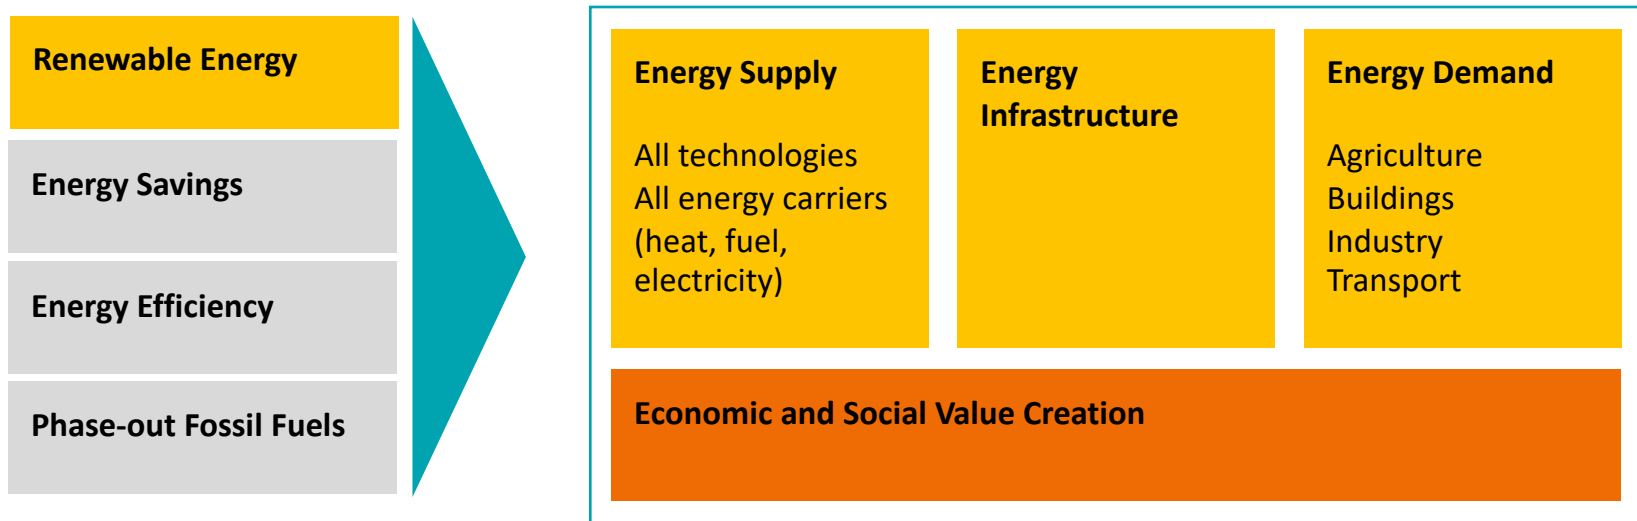 Renewable Energy
Energy Savings
Energy Efficiency
Phase-out Fossil Fuels
Energy Supply
All technologies
All energy carriers
(heat, fuel,
electricity)
Energy
Infrastructure
Energy Demand
Agriculture
Buildings
Industry
Transport
Economic and Social Value Creation